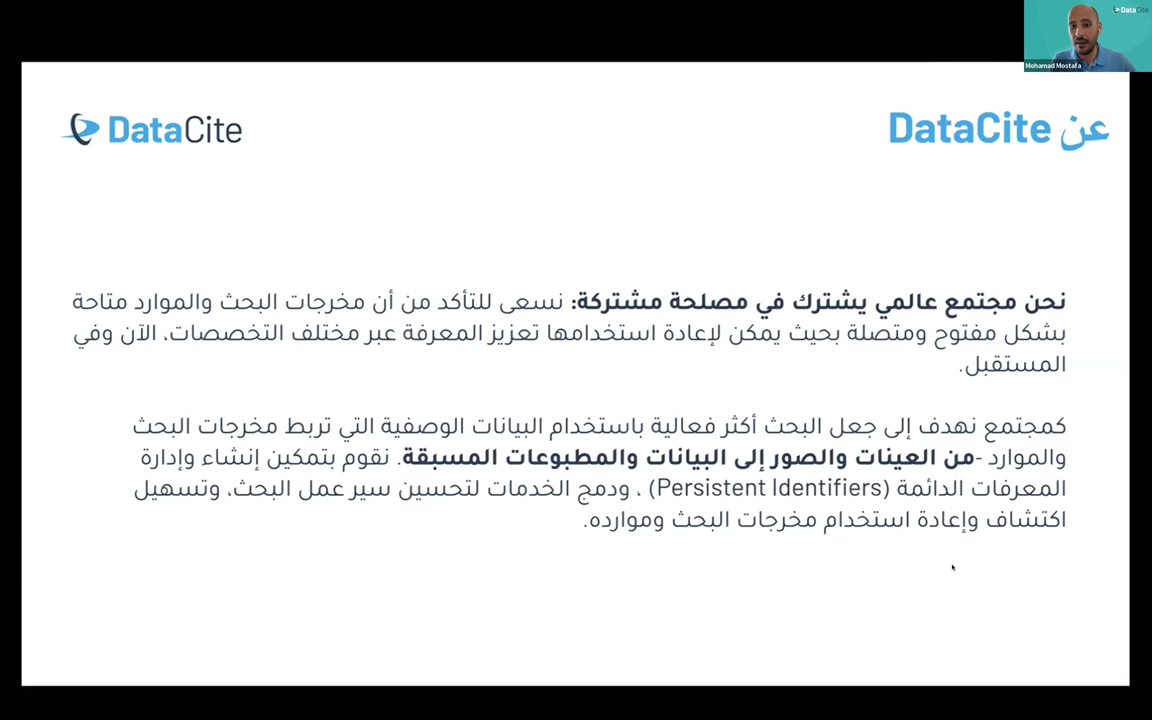 DataCite
Mohamad Mostafa
DataCite
عن DataCite
نحن مجتمع عالمي يشترك في مصلحة مشتركة: نسعى للتأكد من أن مخرجات البحث والموارد متاحة
بشكل مفتوح ومتصلة بحيث يمكن لإعادة استخدامها تعزيز المعرفة عبر مختلف التخصصات، الآن وفي
المستقبل.
كمجتمع نهدف إلى جعل البحث أكثر فعالية باستخدام البيانات الوصفية التي تربط مخرجات البحث
والموارد -من العينات والصور إلى البيانات والمطبوعات المسبقة. نقوم بتمكين إنشاء وإدارة
المعرفات الدائمة (Persistent Identifiers) ، ودمج الخدمات لتحسين سير عمل البحث، وتسهيل
اكتشاف وإعادة استخدام مخرجات البحث وموارده.